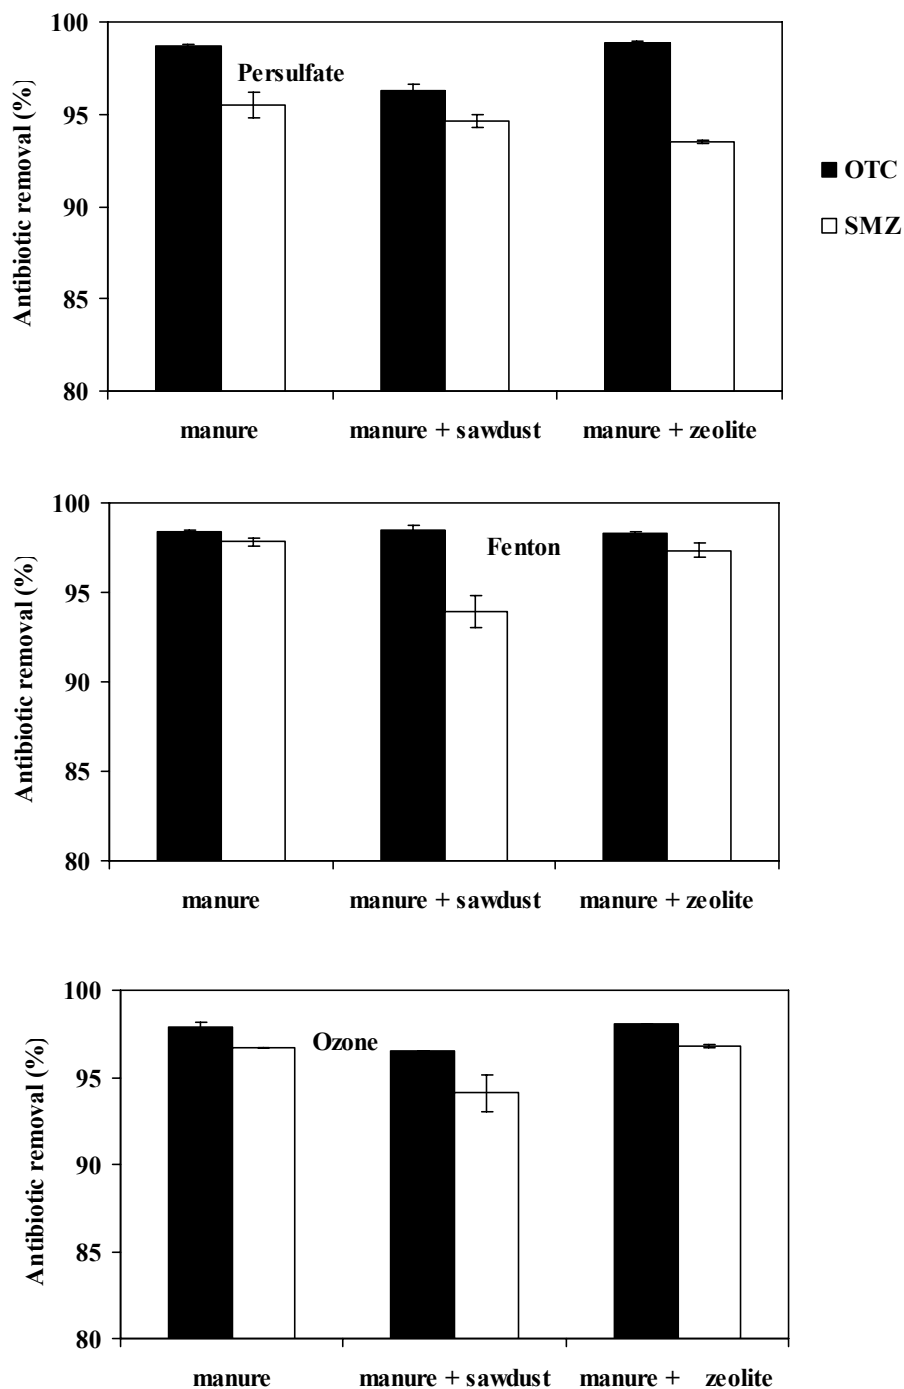 100
Persulfate
95
90
85
80
Antibiotic removal (%)
manure
manure + sawdust
manure + zeolite
OTC
SMZ
100
Fenton
95
90
85
80
Antibiotic removal (%)
manure
manure + sawdust
manure + zeolite
100
Ozone
95
90
85
80
Antibiotic removal (%)
manure
manure + sawdust
manure + zeolite